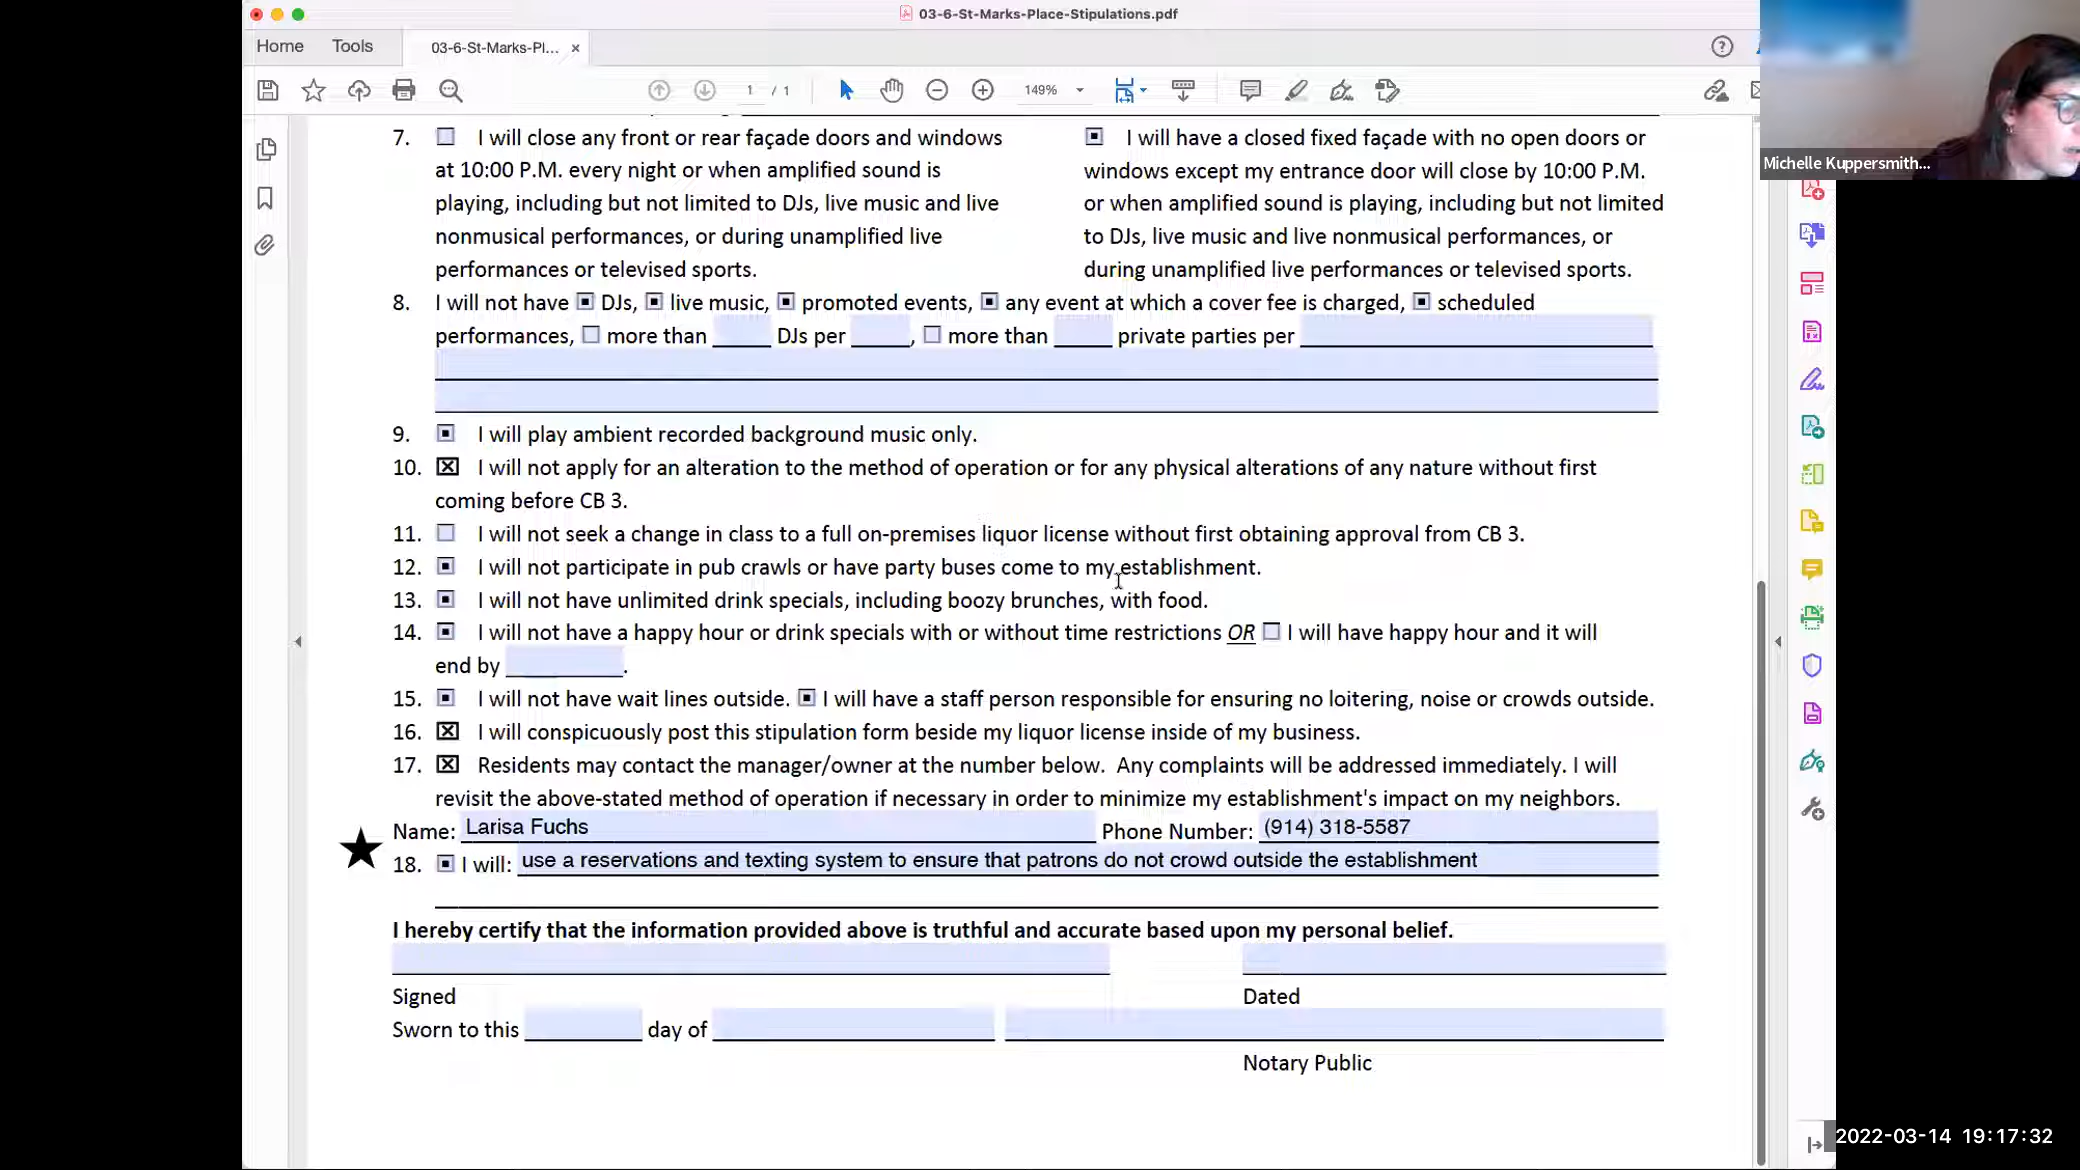 03-6-St-Marks-Place-Stipulations.pdf
Home Tools 03-6-St-Marks-Pl... ×
1 / 1 149%
Michelle Kuppersmith...
7. I will close any front or rear façade doors and windows
at 10:00 P.M. every night or when amplified sound is
playing, including but not limited to DJs, live music and live
nonmusical performances, or during unamplified live
performances or televised sports.
I will have a closed fixed façade with no open doors or
windows except my entrance door will close by 10:00 P.M.
or when amplified sound is playing, including but not limited
to DJs, live music and live nonmusical performances, or
during unamplified live performances or televised sports.
8. I will not have DJs, live music, promoted events, any event at which a cover fee is charged, scheduled
performances, more than ____ DJs per ____, more than ____ private parties per
9. I will play ambient recorded background music only.
10. I will not apply for an alteration to the method of operation or for any physical alterations of any nature without first
coming before CB 3.
11. I will not seek a change in class to a full on-premises liquor license without first obtaining approval from CB 3.
12. I will not participate in pub crawls or have party buses come to my establishment.
13. I will not have unlimited drink specials, including boozy brunches, with food.
14. I will not have a happy hour or drink specials with or without time restrictions OR I will have happy hour and it will
end by ____.
15. I will not have wait lines outside. I will have a staff person responsible for ensuring no loitering, noise or crowds outside.
16. I will conspicuously post this stipulation form beside my liquor license inside of my business.
17. Residents may contact the manager/owner at the number below. Any complaints will be addressed immediately. I will
revisit the above-stated method of operation if necessary in order to minimize my establishment's impact on my neighbors.
Name: Larisa Fuchs Phone Number: (914) 318-5587
18. I will: use a reservations and texting system to ensure that patrons do not crowd outside the establishment
I hereby certify that the information provided above is truthful and accurate based upon my personal belief.
Signed Dated
Sworn to this ____ day of ____
Notary Public
2022-03-14 19:17:32